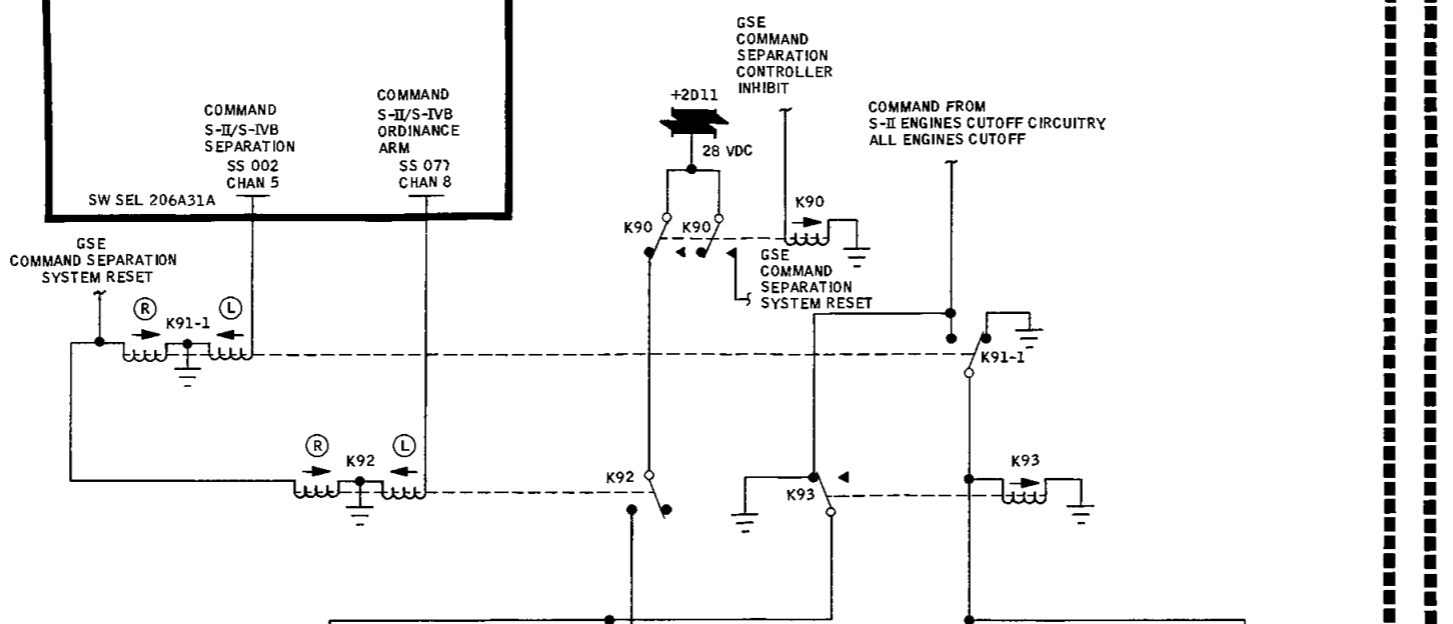 COMMAND
S-II/S-IVB
SEPARATION
SS 002
CHAN 5
COMMAND
S-II/S-IVB
ORDINANCE
ARM
SS 077
CHAN 8
SW SEL 206A31A
GSE
COMMAND
SEPARATION
CONTROLLER
INHIBIT
+2D11
28 VDC
COMMAND FROM
S-II ENGINES CUTOFF CIRCUITRY
ALL ENGINES CUTOFF
K90
K90
K90
GSE
COMMAND
SEPARATION
SYSTEM RESET
GSE
COMMAND SEPARATION
SYSTEM RESET
R
K91-1
L
K91-1
R
K92
L
K92
K93
K93